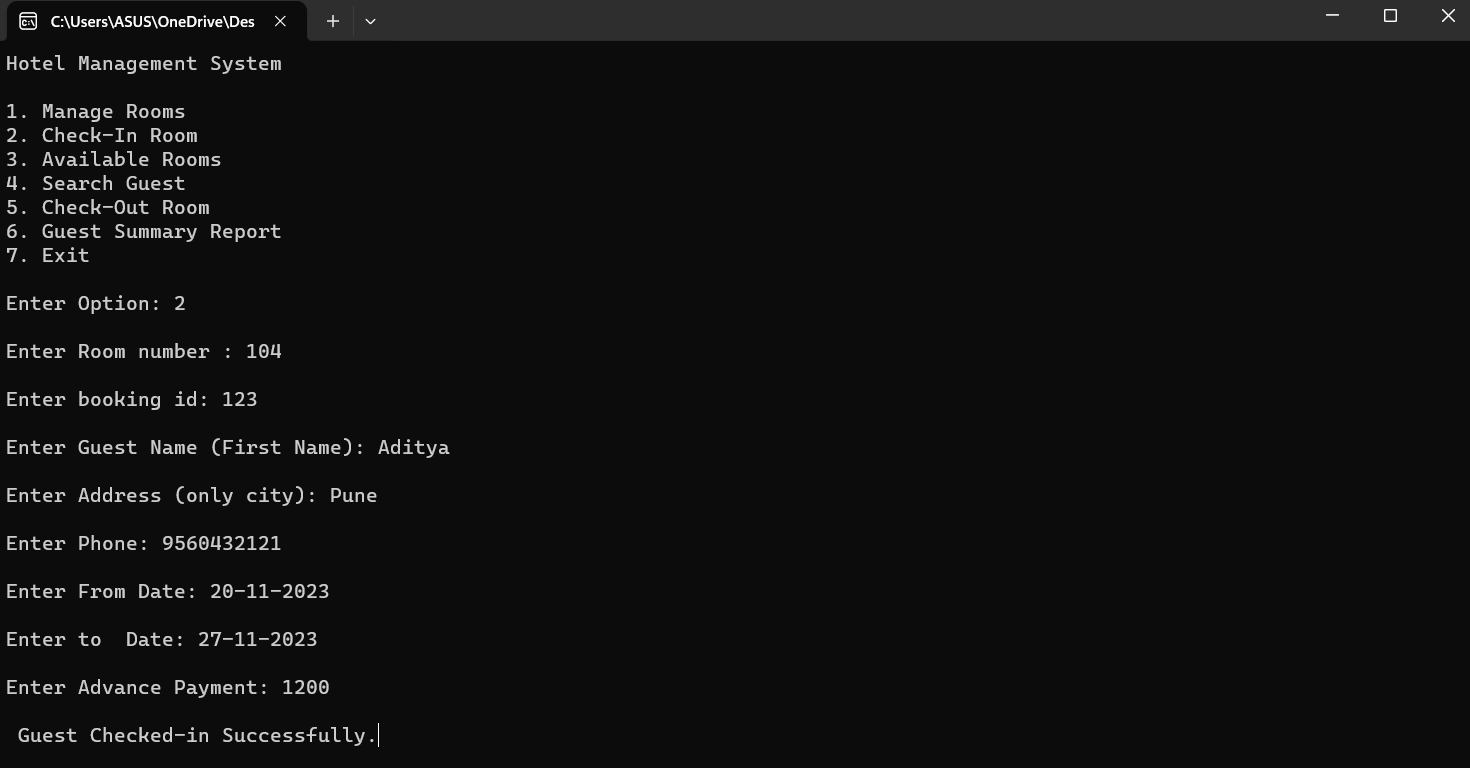 C:\Users\ASUS\OneDrive\Des
Hotel Management System
1. Manage Rooms
2. Check-In Room
3. Available Rooms
4. Search Guest
5. Check-Out Room
6. Guest Summary Report
7. Exit
Enter Option: 2
Enter Room number : 104
Enter booking id: 123
Enter Guest Name (First Name): Aditya
Enter Address (only city): Pune
Enter Phone: 9560432121
Enter From Date: 20-11-2023
Enter to  Date: 27-11-2023
Enter Advance Payment: 1200
Guest Checked-in Successfully.